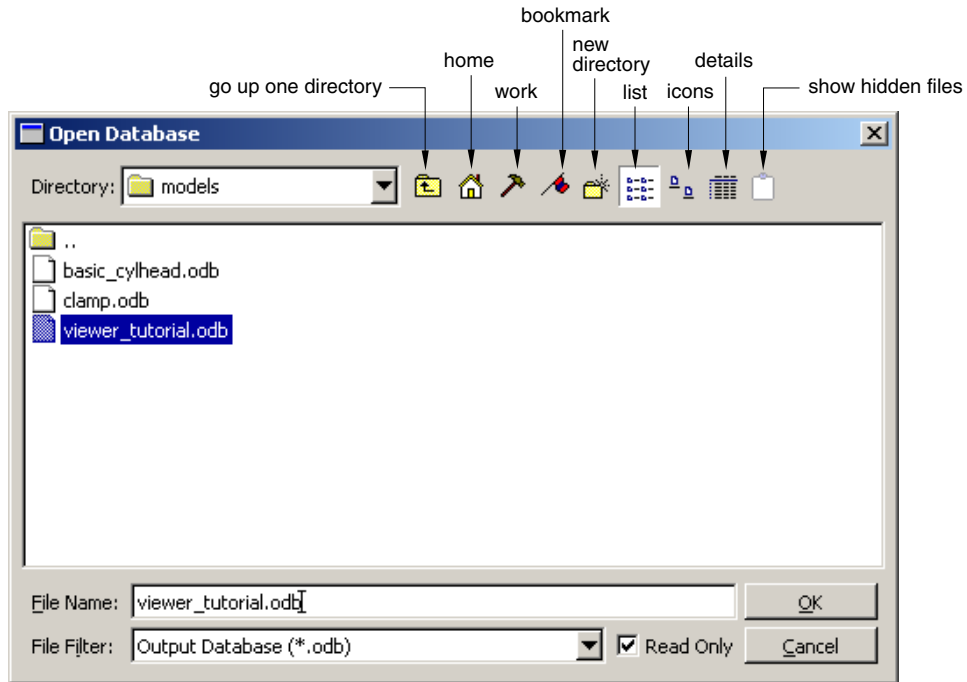 bookmark
new
directory
home
details
go up one directory
work
list
icons
show hidden files
Open Database
Directory: models
..
basic_cylhead.odb
clamp.odb
viewer_tutorial.odb
File Name: viewer_tutorial.odb
OK
File Filter: Output Database (*.odb)
Read Only
Cancel